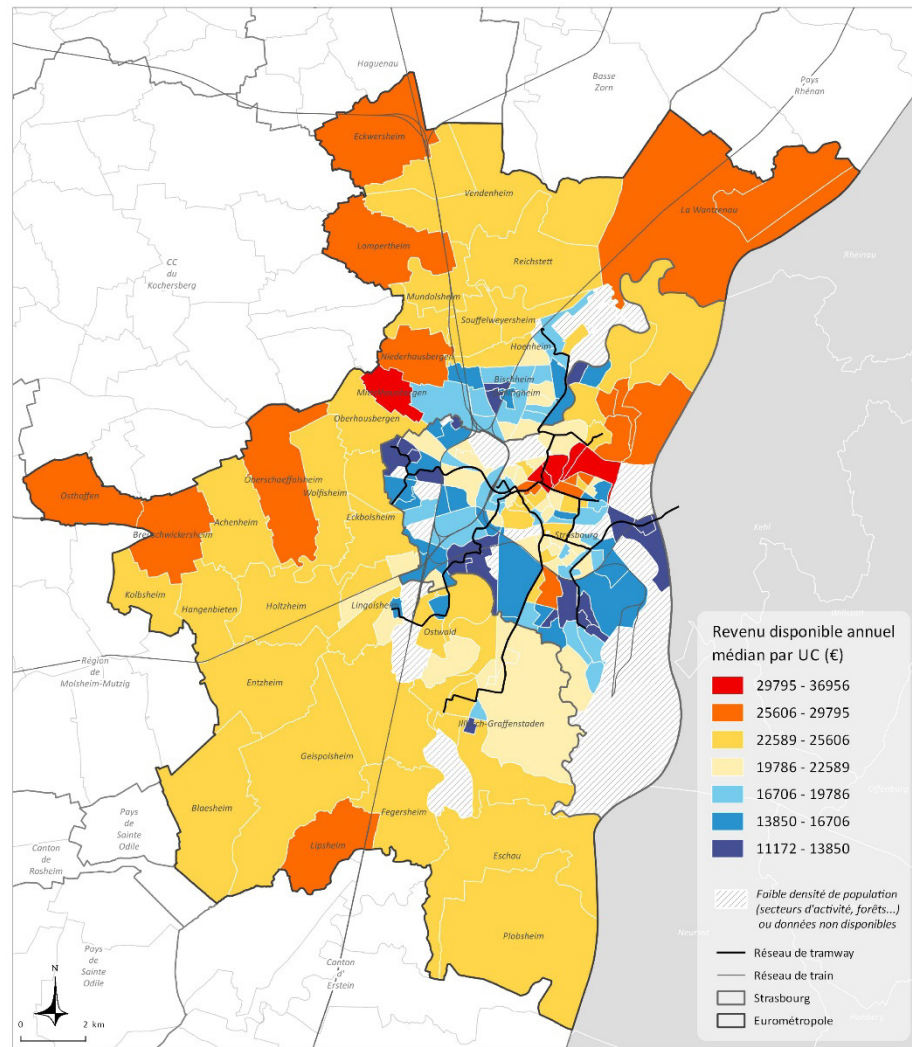 Haguenau
Basse
Zorn
Pays
Rhénan
Eckwersheim
Vendenheim
La Wantzenau
Lampertheim
Reichstett
Rheinau
CC
du
Kochersberg
Mundolsheim
Souffelweyersheim
Hoenheim
Niederhausbergen
Bischheim
Oberhausbergen
Osthoffen
Oberschaeffolsheim
Wolfisheim
Achenheim
Breuschwickersheim
Eckbolsheim
Strasbourg
Kehl
Kolbsheim
Hangenbieten
Holtzheim
Ostwald
Région
de
Molsheim-Mutzig
Entzheim
Geispolsheim
Blaesheim
Fegersheim
Pays
de
Sainte
Odile
Canton
de
Rosheim
Lipsheim
Eschau
Plobsheim
Pays
de
Sainte
Odile
Canton
d'
Erstein
Revenu disponible annuel
médian par UC (€)
29795 - 36956
25606 - 29795
22589 - 25606
19786 - 22589
16706 - 19786
13850 - 16706
11172 - 13850
Faible densité de population
(secteurs d'activité, forêts...)
ou données non disponibles
Réseau de tramway
Réseau de train
Strasbourg
Eurométropole
N
0 2 km